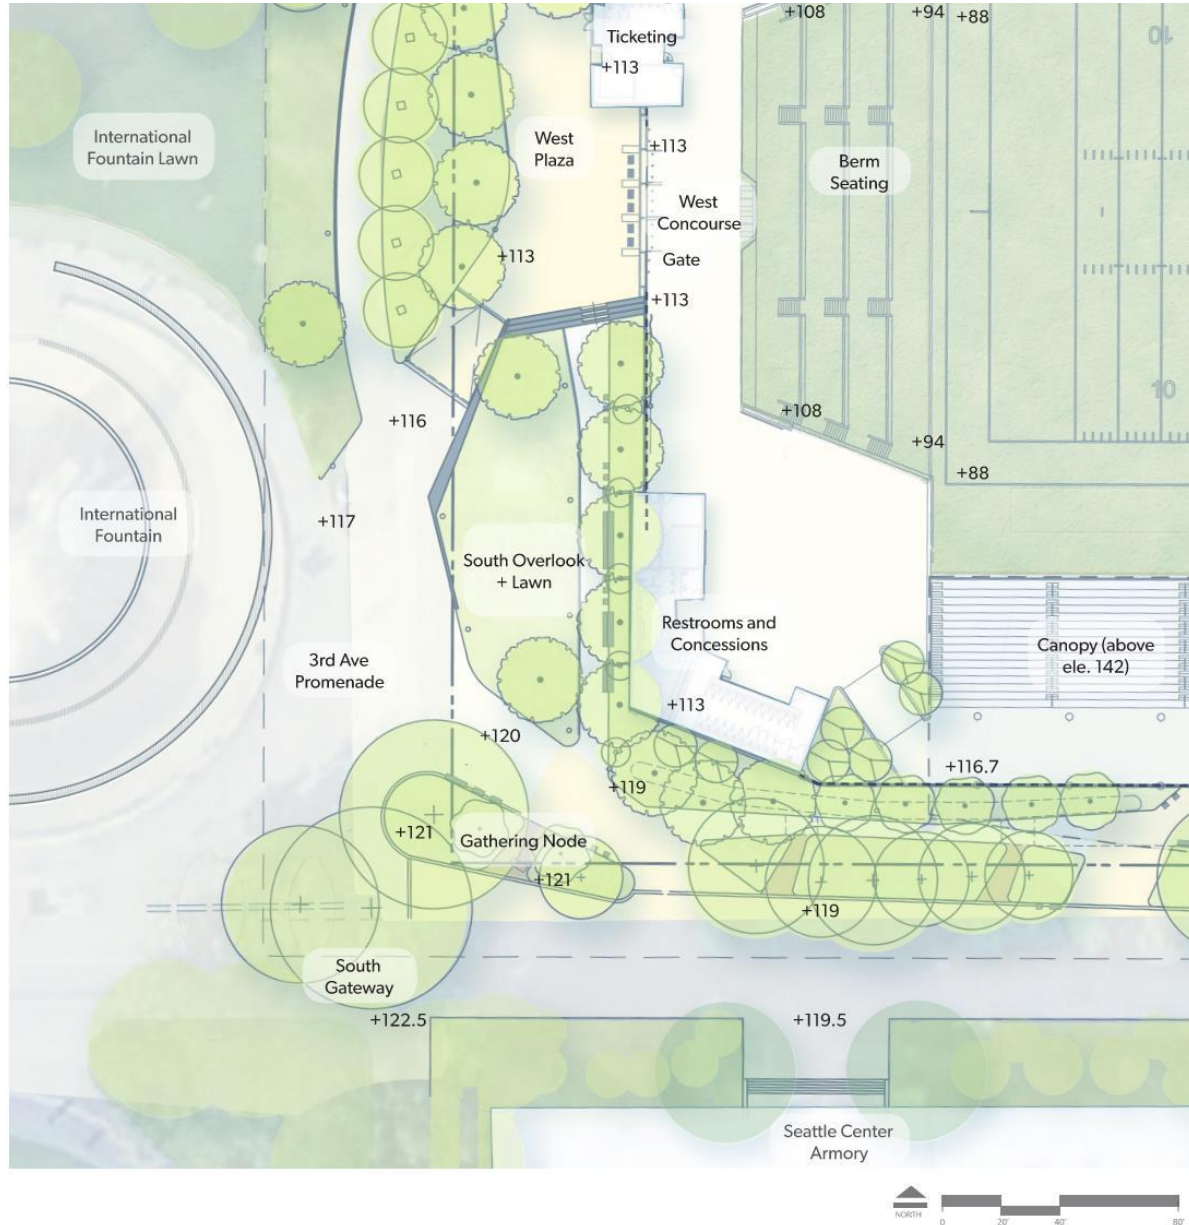 +108
+94
+88
10
Ticketing
+113
International
Fountain Lawn
West
Plaza
+113
Berm
Seating
West
Concourse
Gate
+113
+113
+108
10
+116
+94
+88
International
Fountain
+117
South Overlook
+ Lawn
Restrooms and
Concessions
Canopy (above
ele. 142)
3rd Ave
Promenade
+113
+120
+116.7
+119
+121
Gathering Node
+121
+119
South
Gateway
+122.5
+119.5
Seattle Center
Armory
NORTH
0
20'
40'
80'